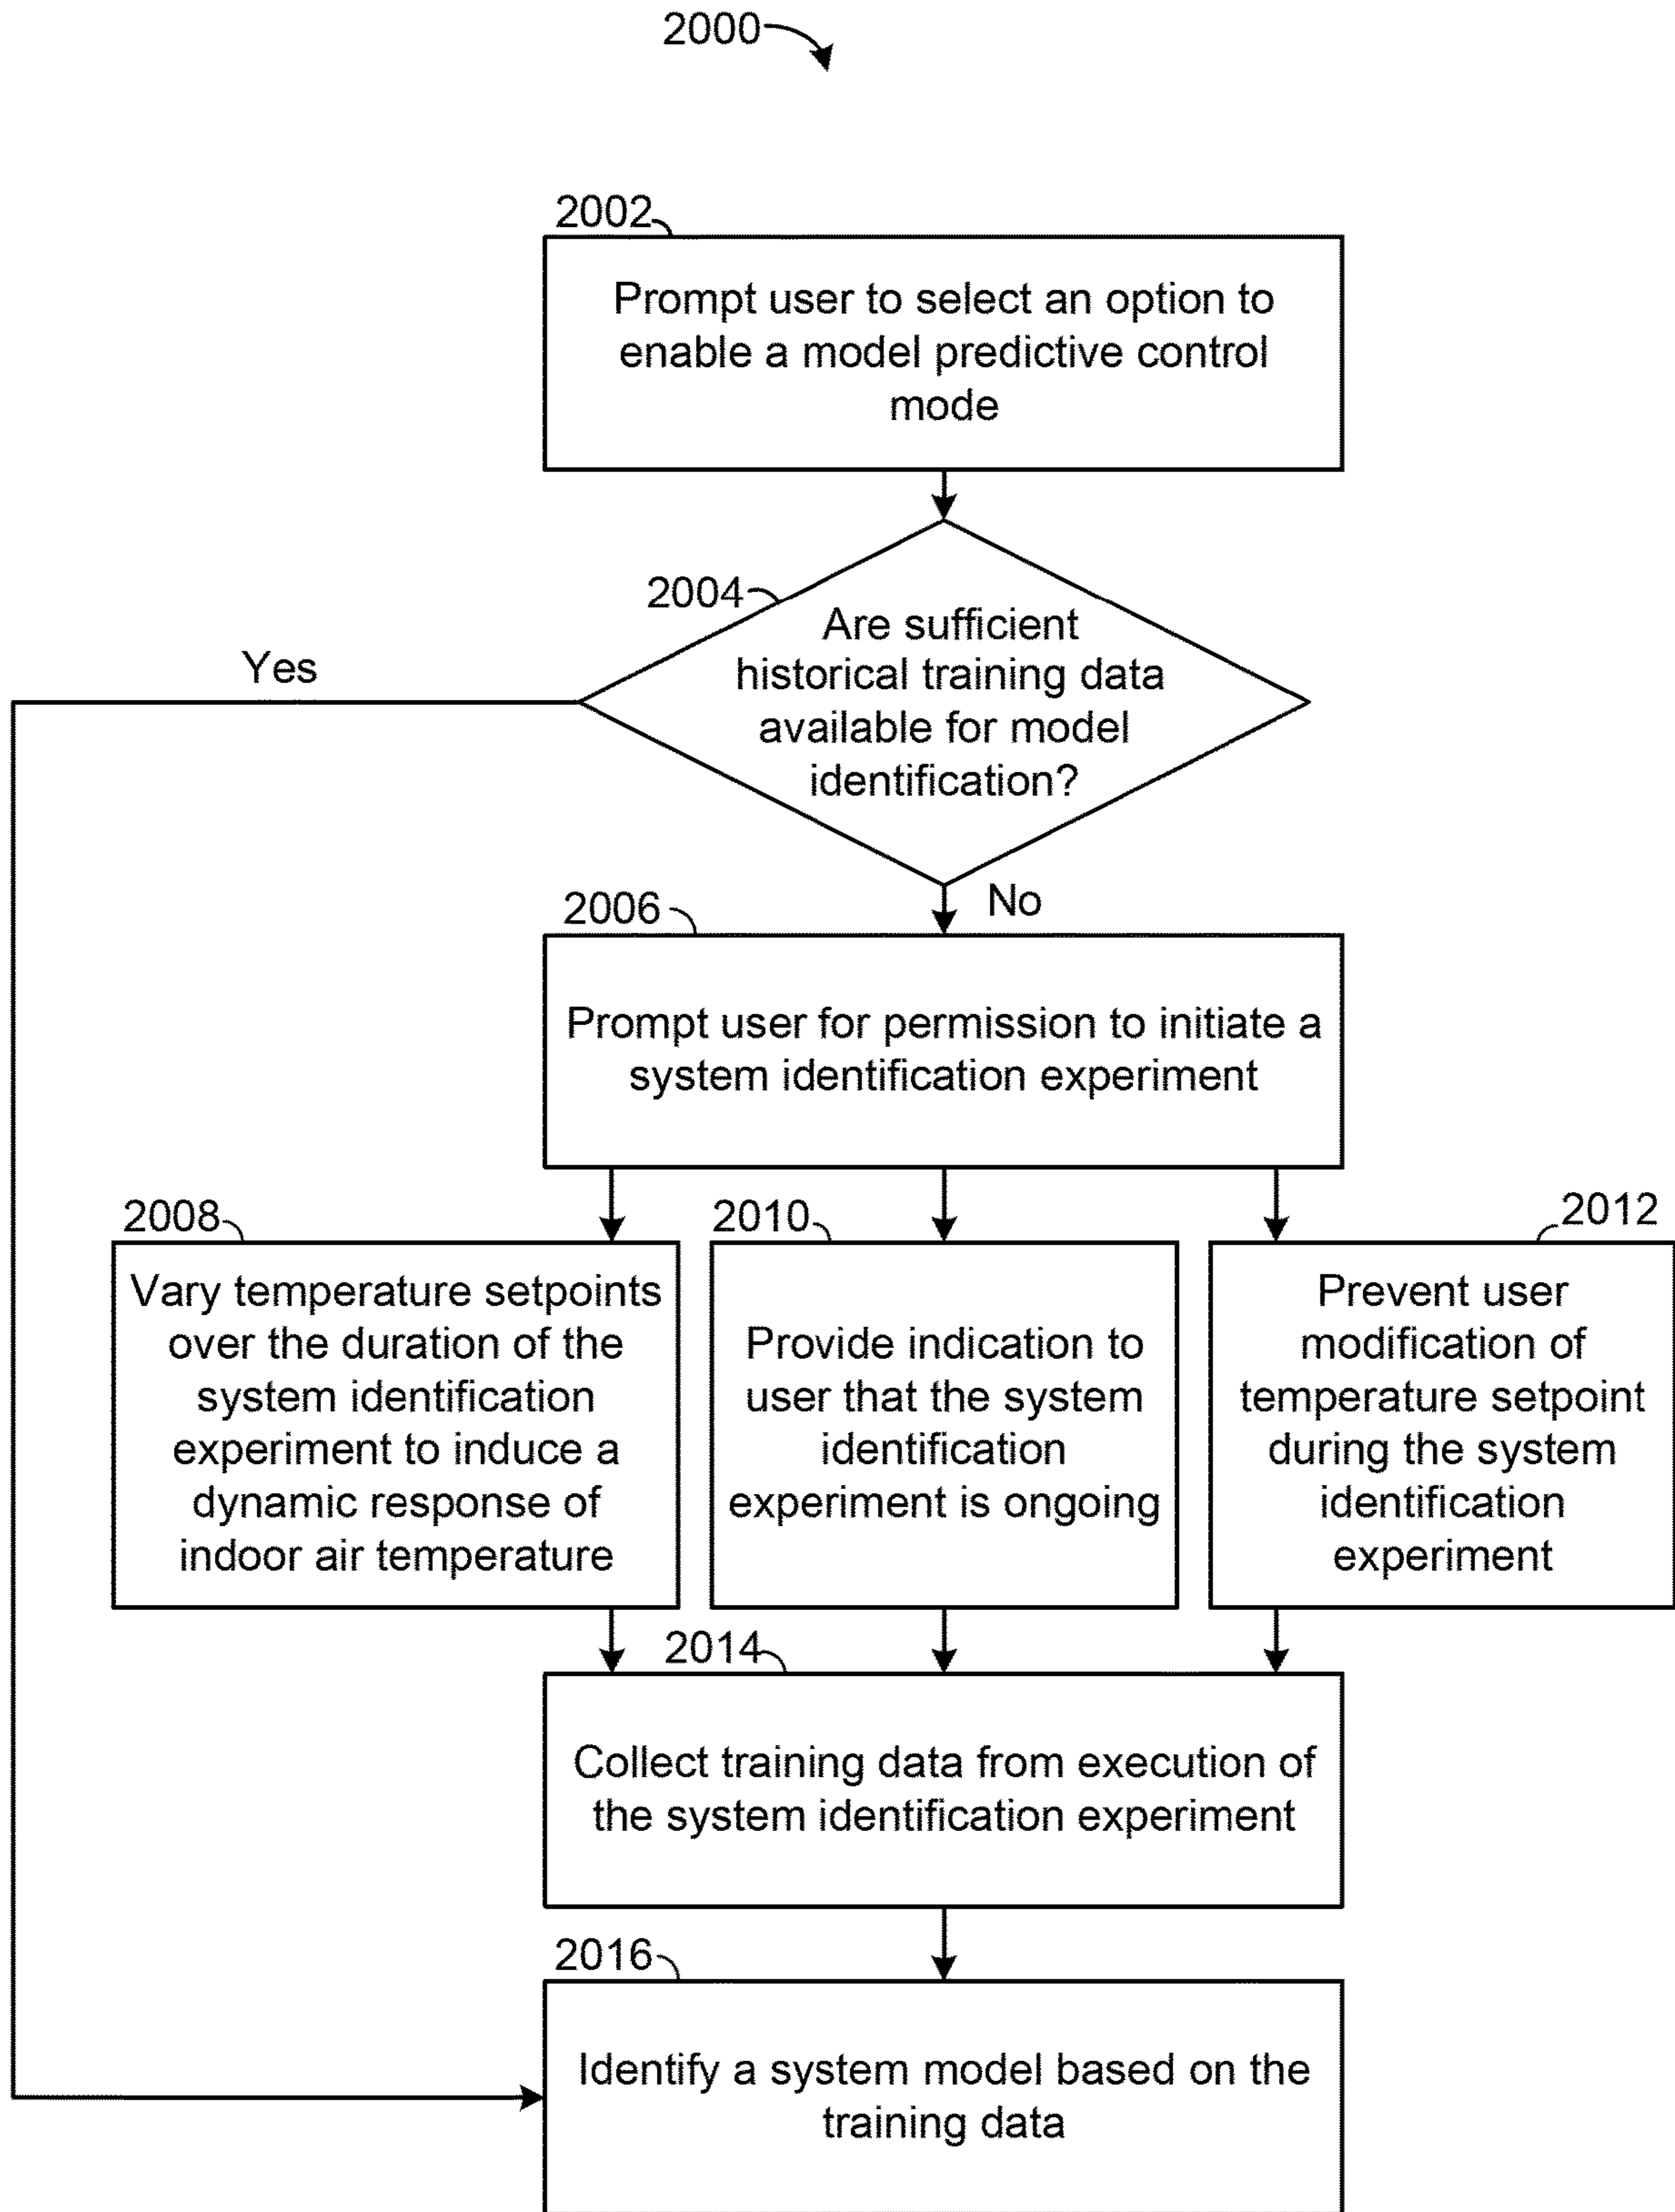 2000
2002
Prompt user to select an option to
enable a model predictive control
mode
2004
Are sufficient
historical training data
available for model
identification?
Yes
No
2006
Prompt user for permission to initiate a
system identification experiment
2008
Vary temperature setpoints
over the duration of the
system identification
experiment to induce a
dynamic response of
indoor air temperature
2010
Provide indication to
user that the system
identification
experiment is ongoing
2012
Prevent user
modification of
temperature setpoint
during the system
identification
experiment
2014
Collect training data from execution of
the system identification experiment
2016
Identify a system model based on the
training data